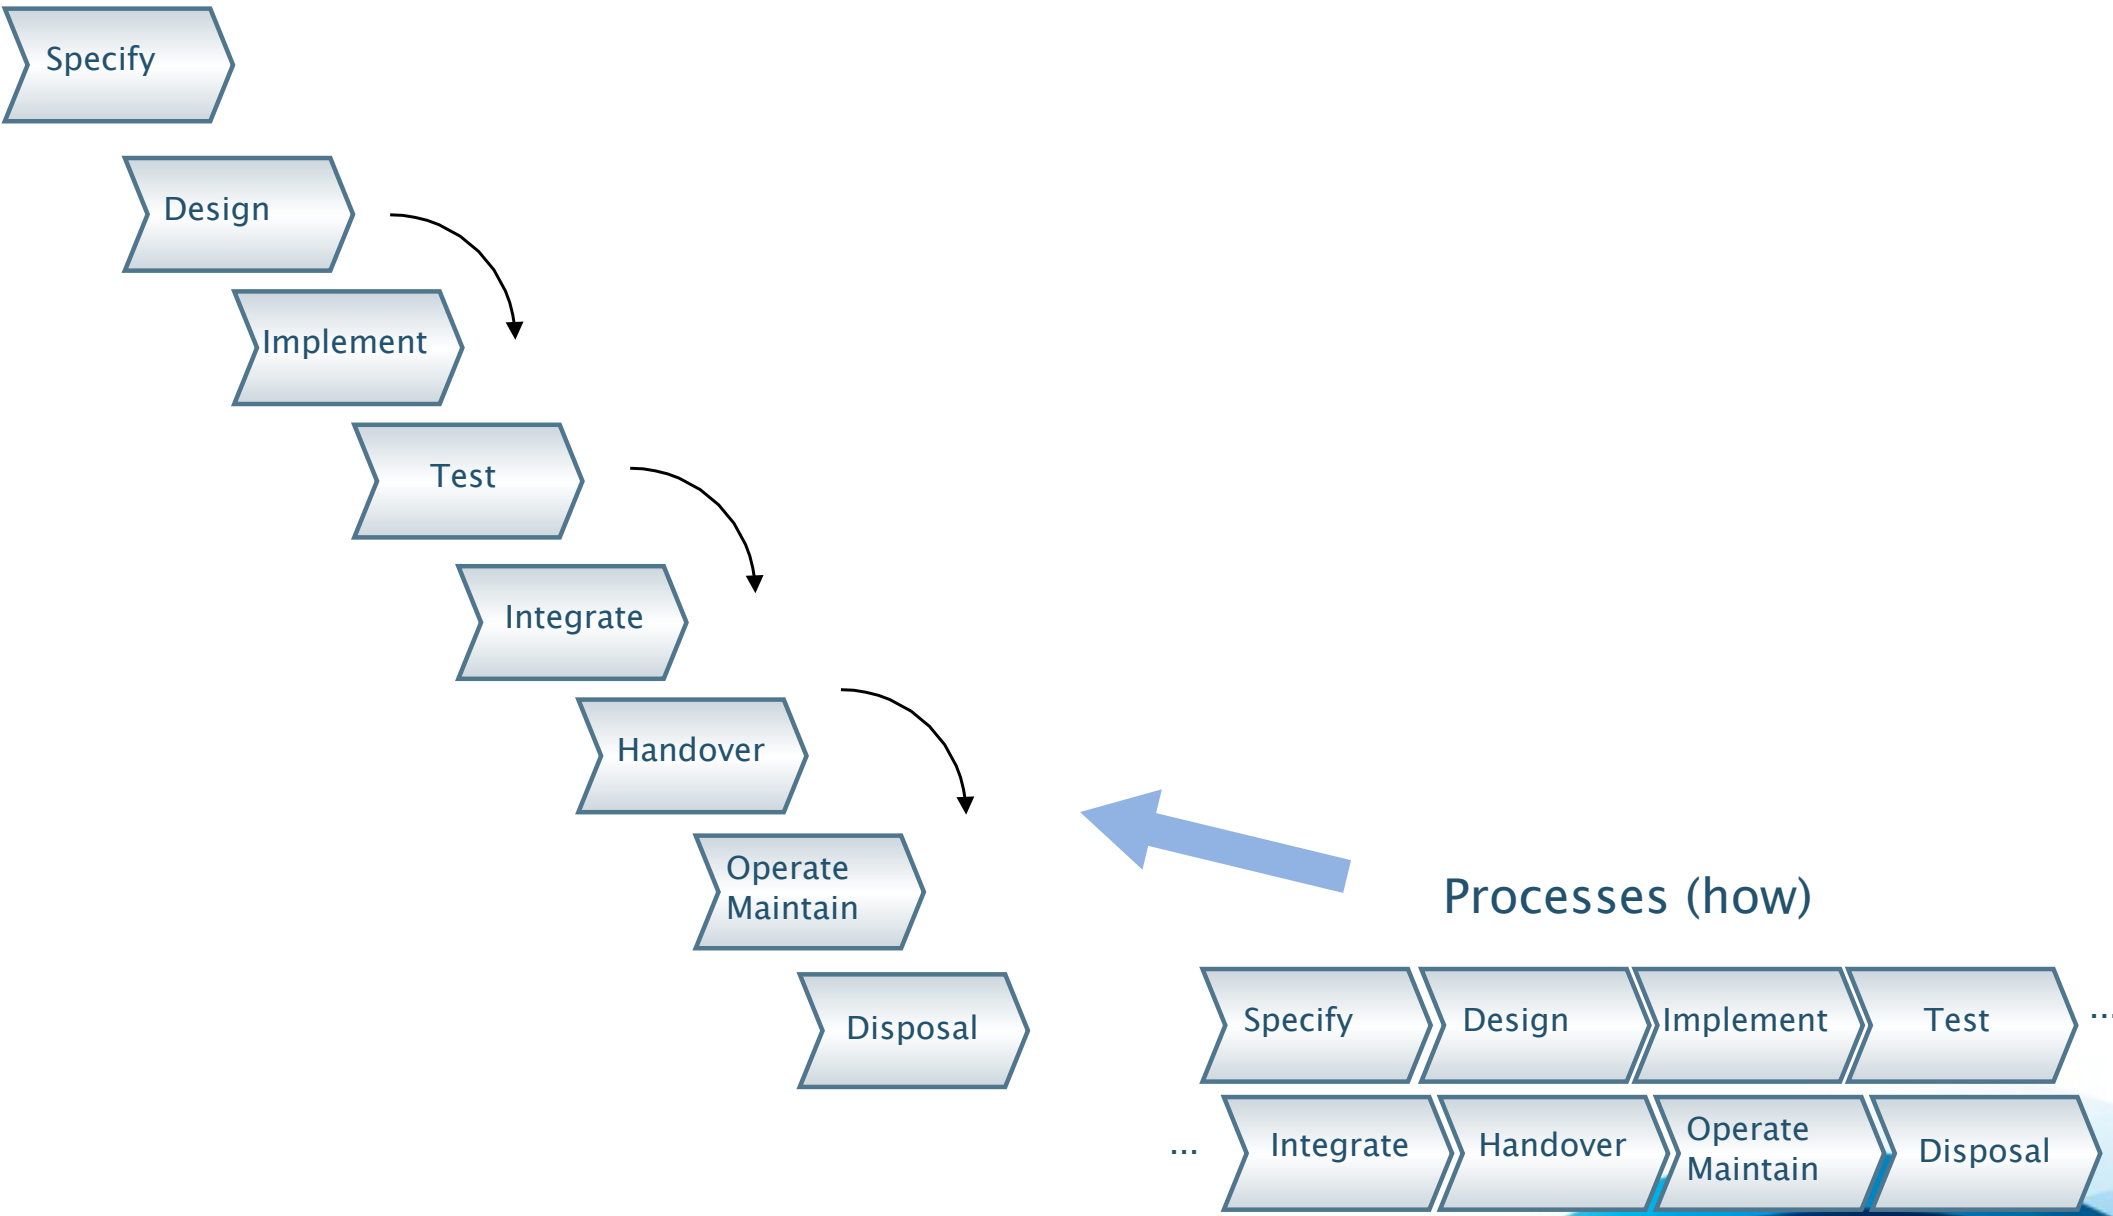 Specify
Design
Implement
Test
Integrate
Handover
Operate
Maintain
Disposal
Processes (how)
Specify
Design
Implement
Test
...
...
Integrate
Handover
Operate
Maintain
Disposal